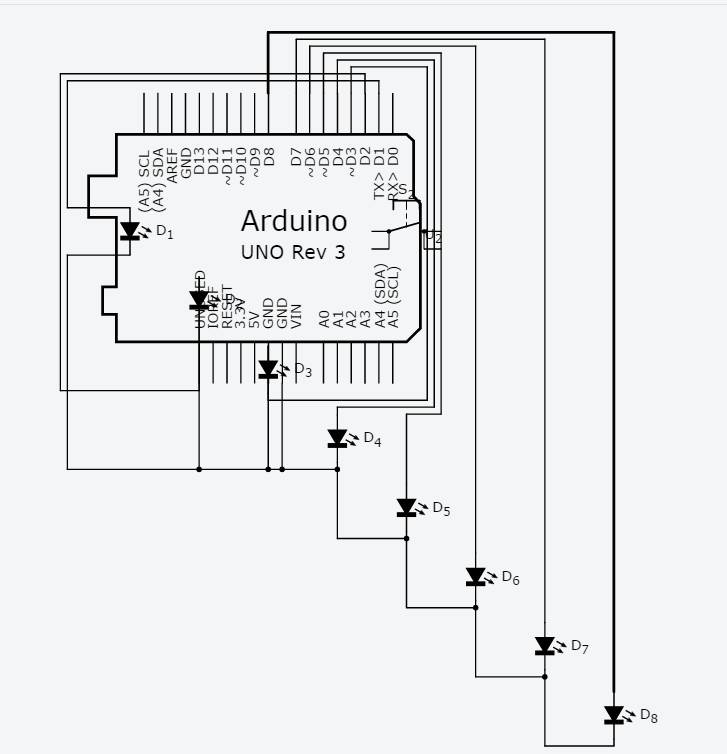 (A5) SCL
(A4) SDA
AREF
GND
D13
D12
~D11
~D10
~D9
D8
D7
~D6
~D5
D4
~D3
D2
TX> D1
RX> D0
S2
D1
Arduino
UNO Rev 3
U2
UNUSED
IOREF
RESET
3.3V
5V
GND
GND
VIN
A0
A1
A2
A3
A4 (SDA)
A5 (SCL)
D3
D4
D5
D6
D7
D8